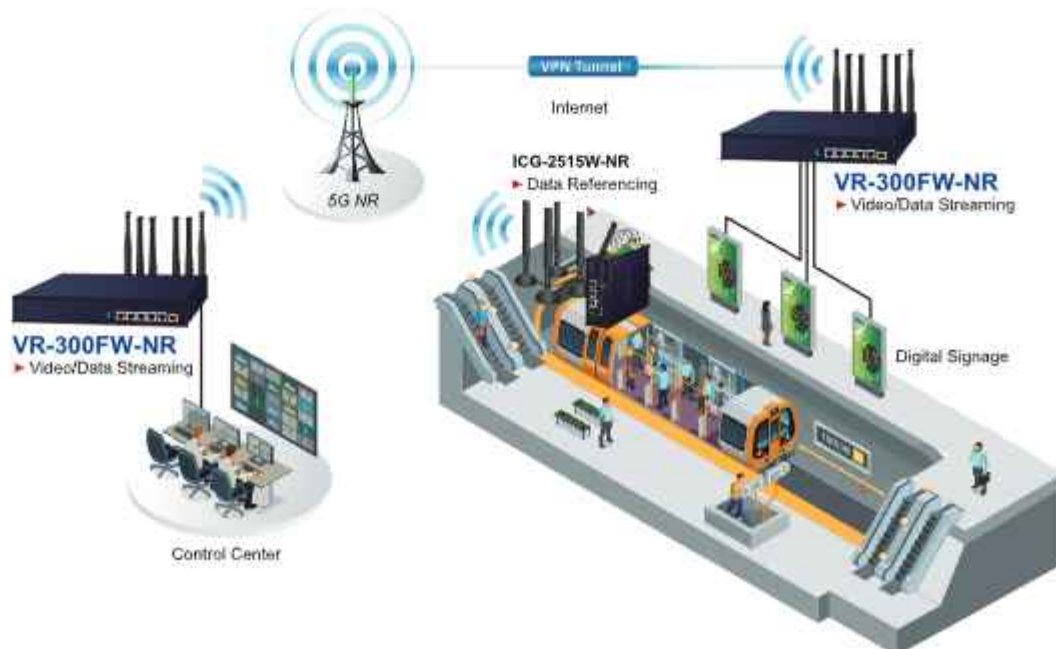 VPN Tunnel
Internet
5G NR
ICG-2515W-NR
Data Referencing
VR-300FW-NR
Video/Data Streaming
VR-300FW-NR
Video/Data Streaming
Digital Signage
Control Center